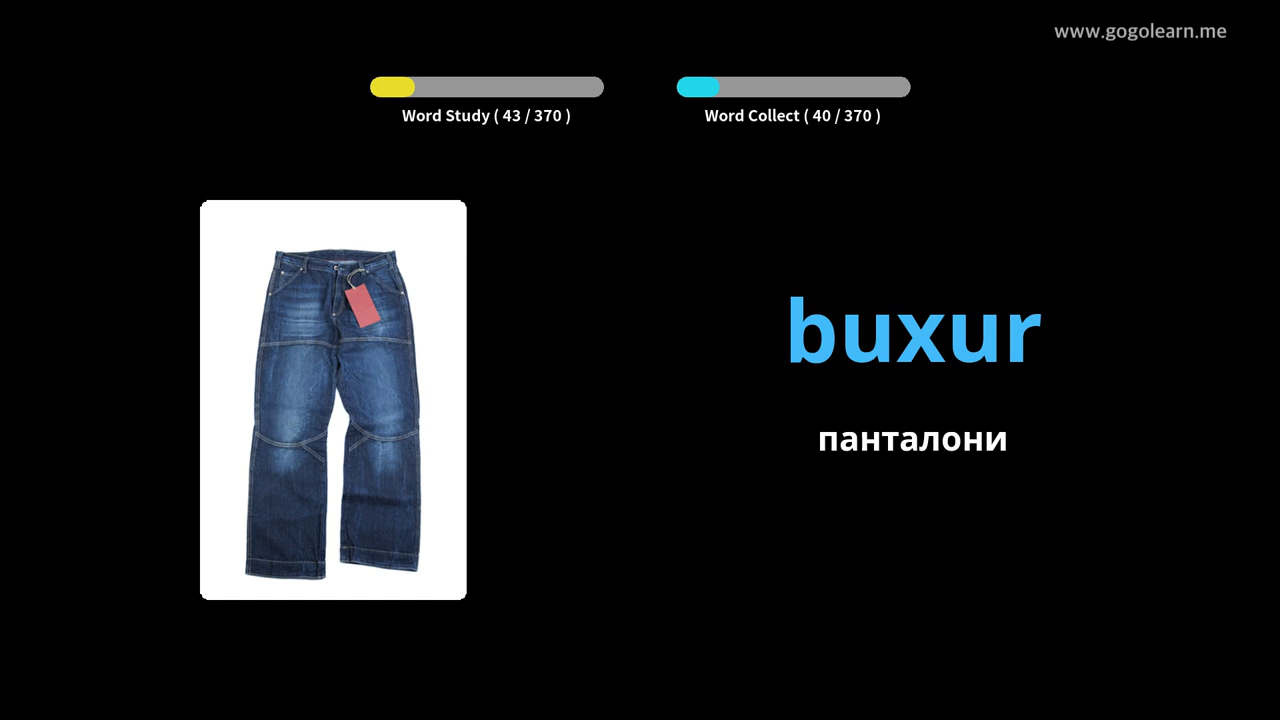 www.gogolearn.me
Word Study ( 43 / 370 )
Word Collect ( 40 / 370 )
buxur
панталони